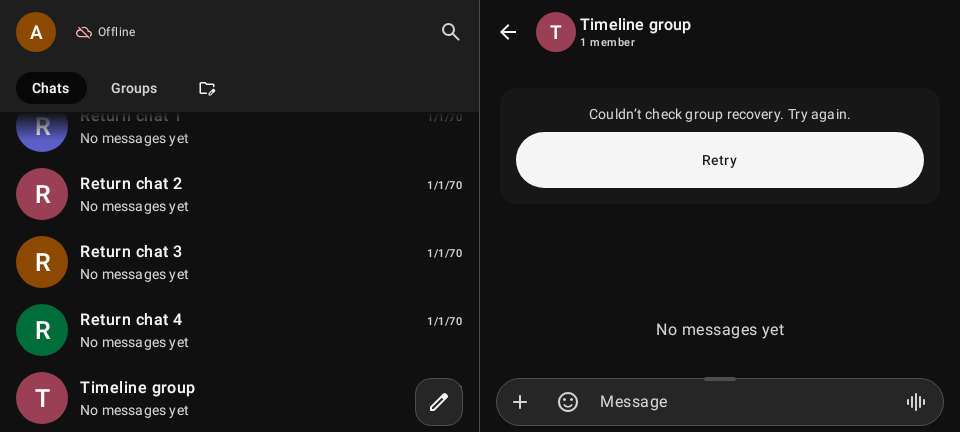 A
Offline
Chats
Groups
R
Return chat 1
1/1/70
No messages yet
R
Return chat 2
1/1/70
No messages yet
R
Return chat 3
1/1/70
No messages yet
R
Return chat 4
1/1/70
No messages yet
T
Timeline group
No messages yet
T
Timeline group
1 member
Couldn't check group recovery. Try again.
Retry
No messages yet
Message